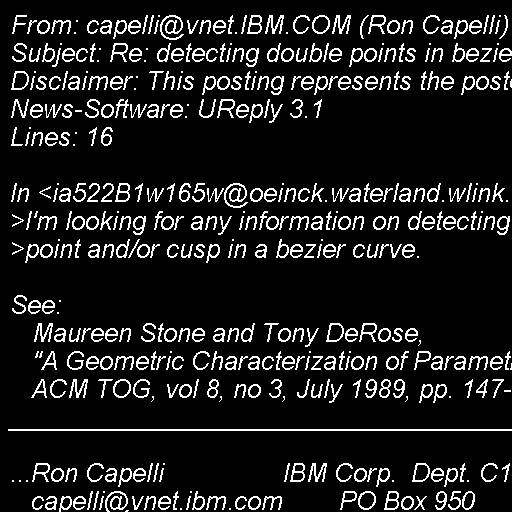 From: capelli@vnet.IBM.COM (Ron Capelli)
Subject: Re: detecting double points in bezie
Disclaimer: This posting represents the poste
News-Software: UReply 3.1
Lines: 16
In <ia522B1w165w@oeinck.waterland.wlink.
>I'm looking for any information on detecting
>point and/or cusp in a bezier curve.
See:
Maureen Stone and Tony DeRose,
"A Geometric Characterization of Parameti
ACM TOG, vol 8, no 3, July 1989, pp. 147-
...Ron Capelli IBM Corp. Dept. C1
capelli@vnet.ibm.com PO Box 950